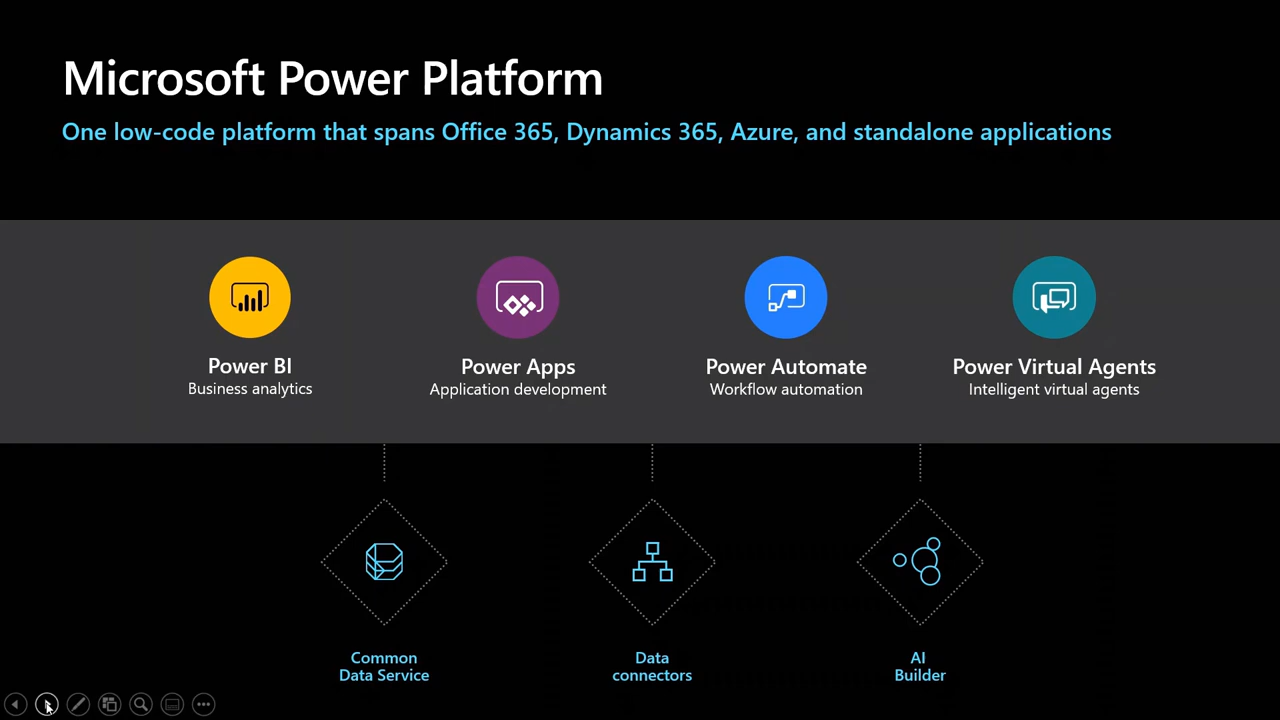 Microsoft Power Platform
One low-code platform that spans Office 365, Dynamics 365, Azure, and standalone applications
Power BI
Business analytics
Power Apps
Application development
Power Automate
Workflow automation
Power Virtual Agents
Intelligent virtual agents
Common
Data Service
Data
connectors
AI
Builder